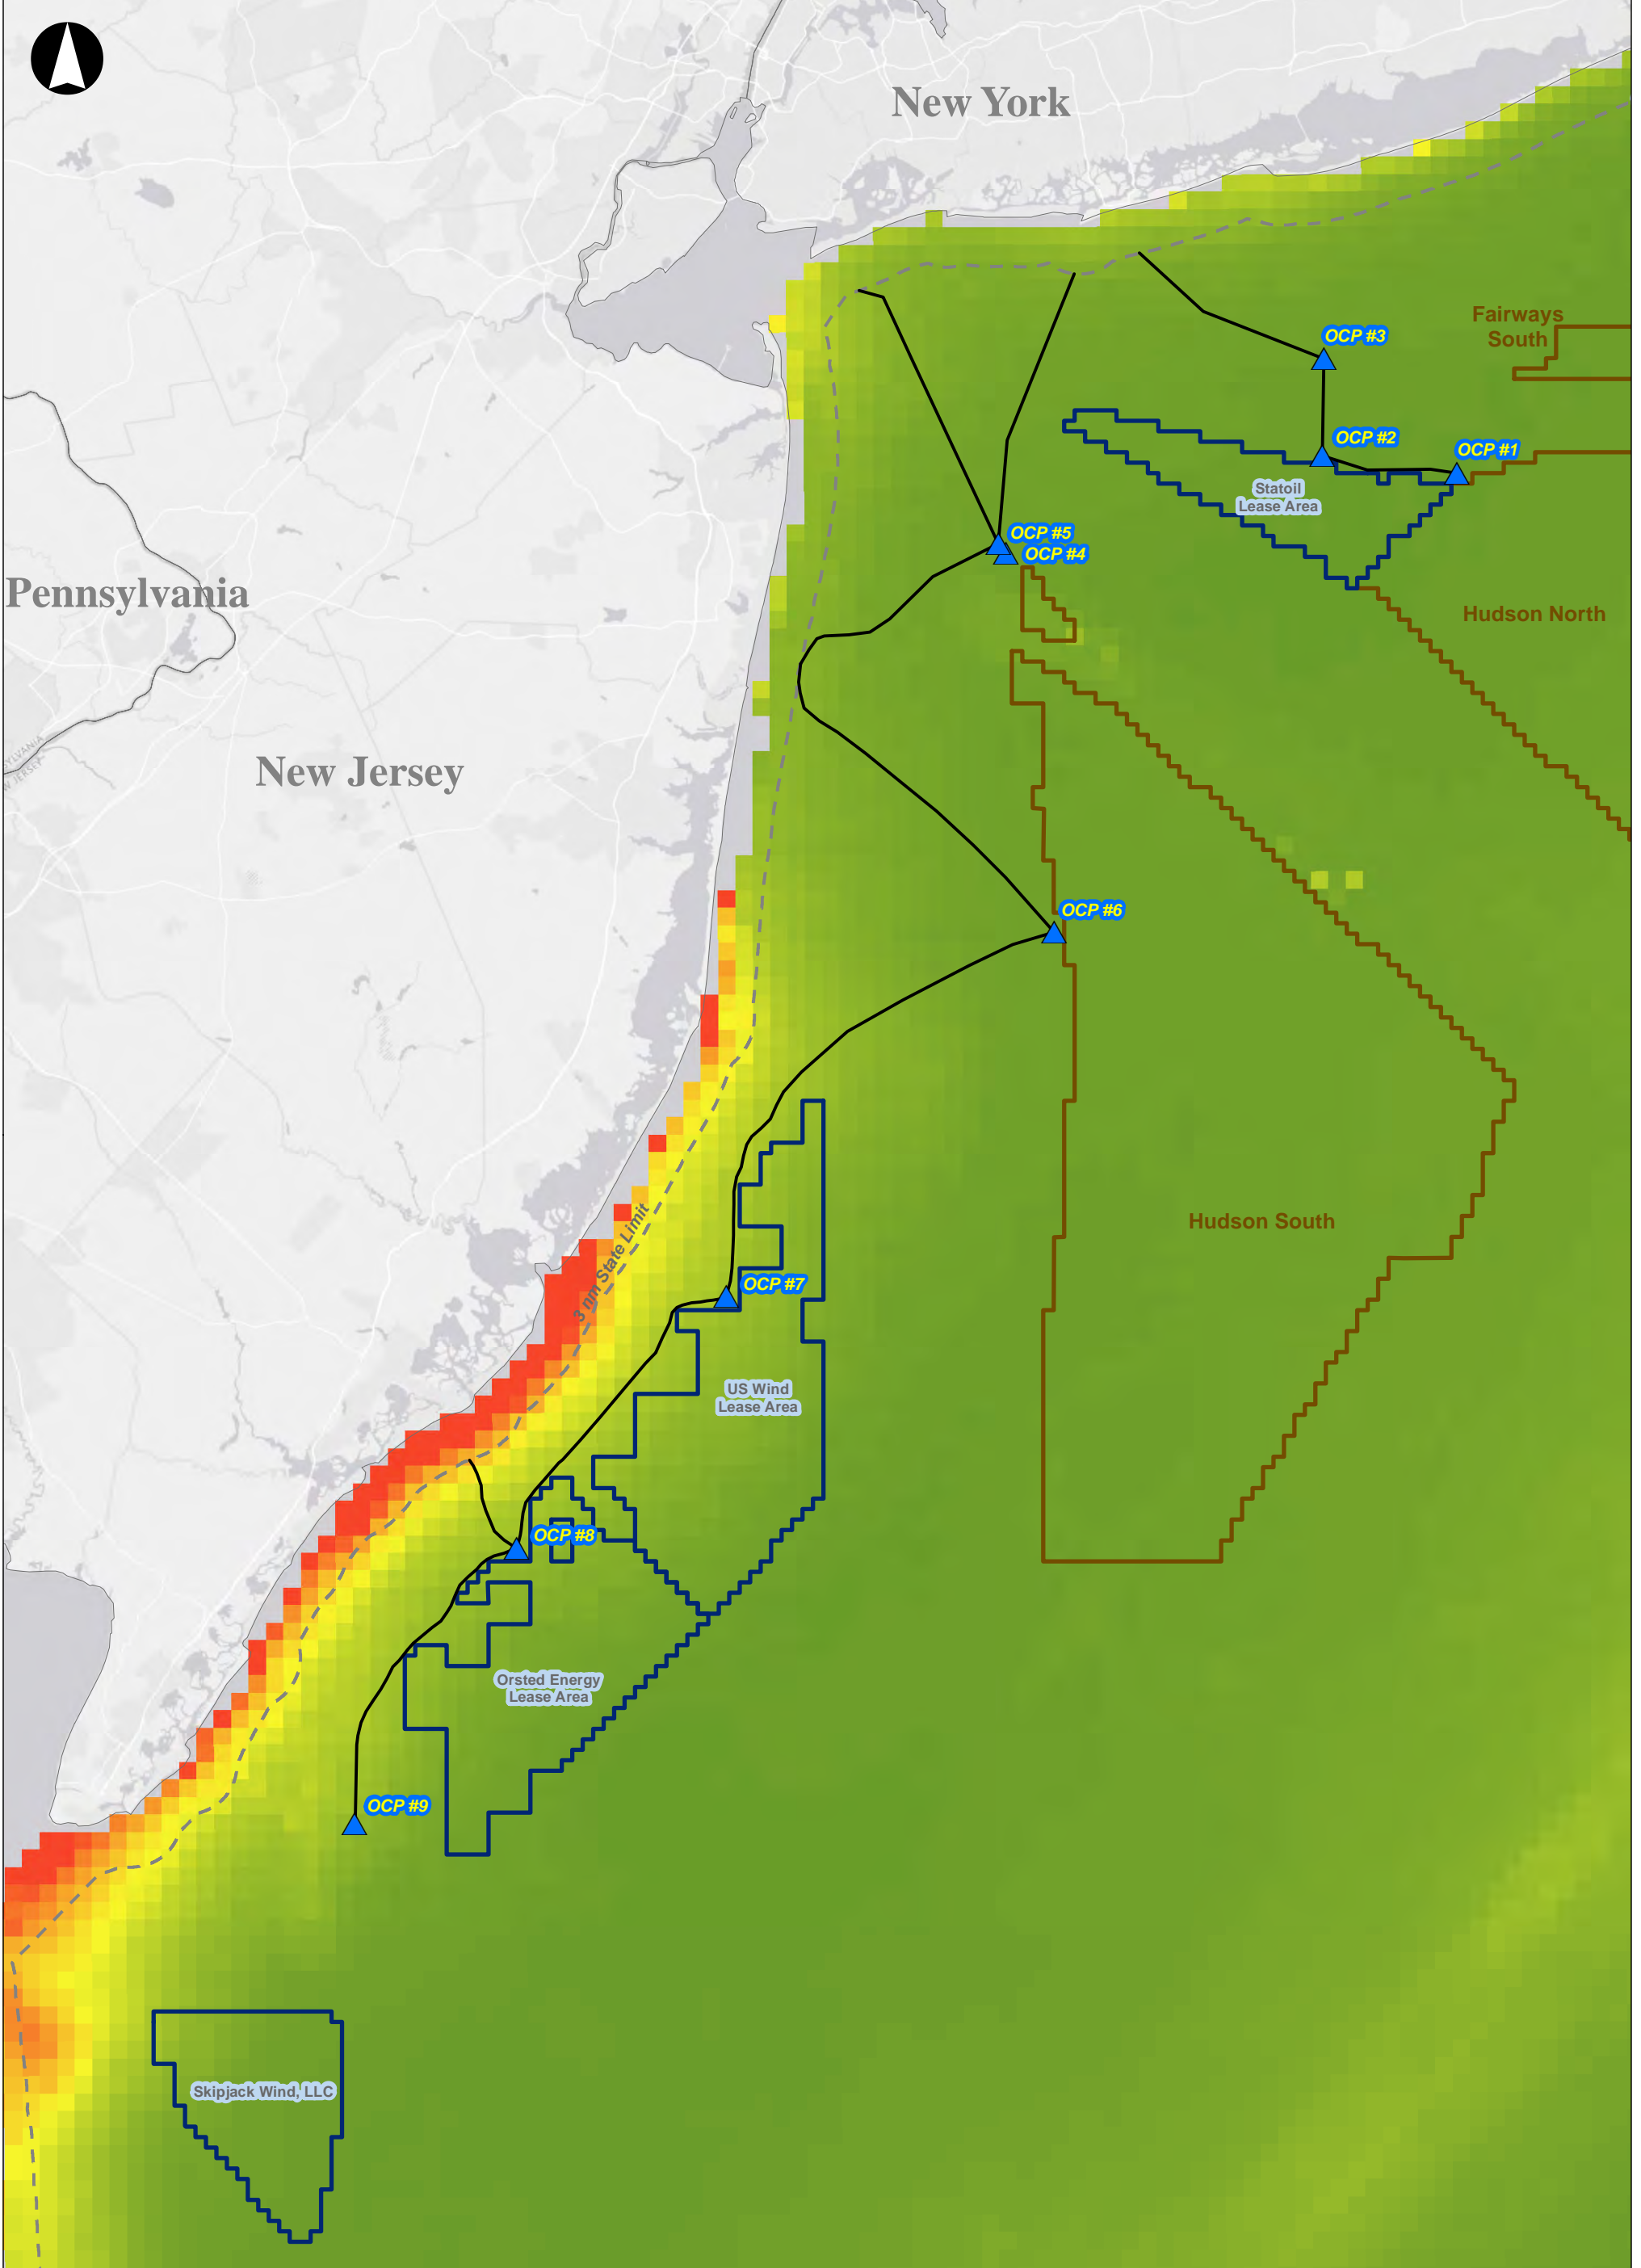 New York
Fairways
South
OCP #3
OCP #2
OCP #1
Statoil
Lease Area
OCP #5
OCP #4
Pennsylvania
Hudson North
SYLVANIA
W JERSEY
New Jersey
OCP #6
3 nm State Limit
Hudson South
OCP #7
US Wind
Lease Area
OCP #8
Orsted Energy
Lease Area
OCP #9
Skipjack Wind, LLC